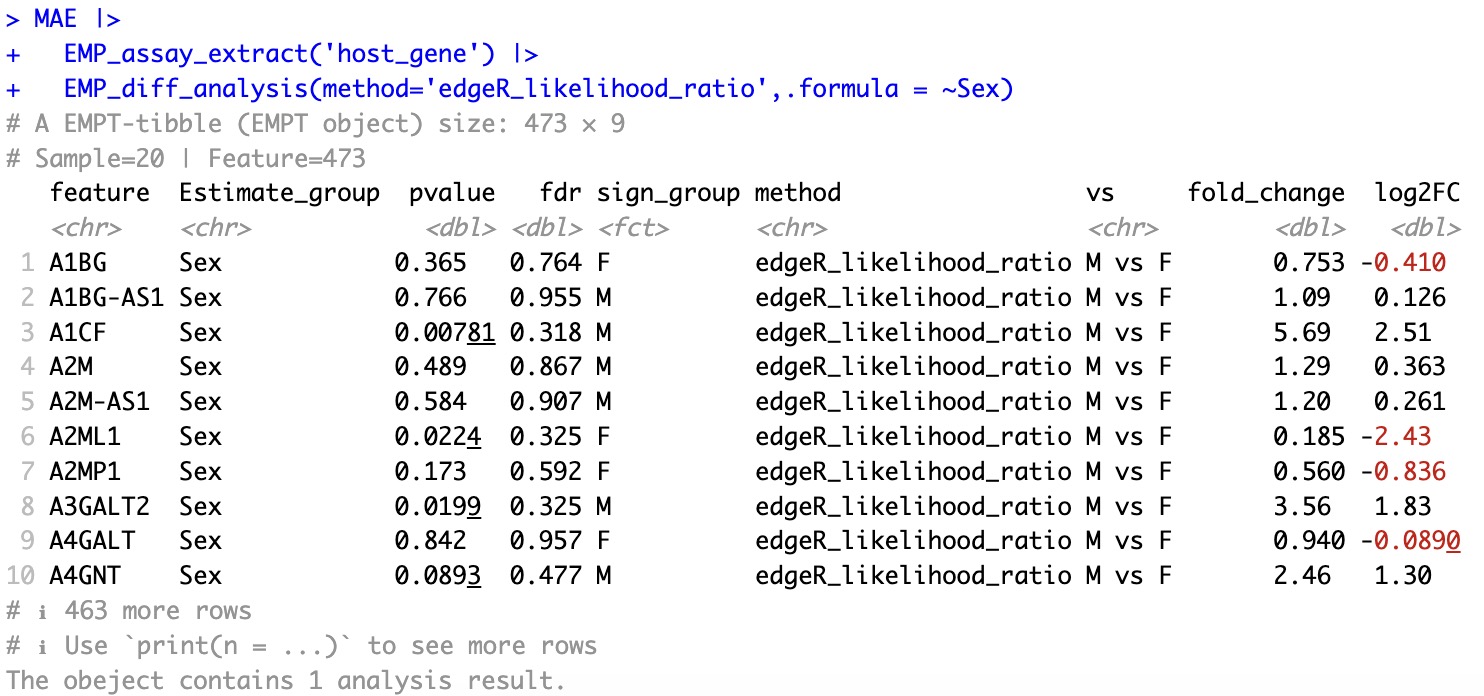 > MAE |>
+   EMP_assay_extract('host_gene') |>
+   EMP_diff_analysis(method='edgeR_likelihood_ratio',.formula = ~Sex)
# A EMPT-tibble (EMPT object) size: 473 × 9
# Sample=20 | Feature=473
   feature  Estimate_group  pvalue   fdr sign_group method                 vs     fold_change  log2FC
   <chr>    <chr>            <dbl> <dbl> <fct>      <chr>                  <chr>        <dbl>   <dbl>
 1 A1BG     Sex            0.365   0.764 F          edgeR_likelihood_ratio M vs F       0.753 -0.410
 2 A1BG-AS1 Sex            0.766   0.955 M          edgeR_likelihood_ratio M vs F       1.09   0.126
 3 A1CF     Sex            0.00781 0.318 M          edgeR_likelihood_ratio M vs F       5.69   2.51
 4 A2M      Sex            0.489   0.867 M          edgeR_likelihood_ratio M vs F       1.29   0.363
 5 A2M-AS1  Sex            0.584   0.907 M          edgeR_likelihood_ratio M vs F       1.20   0.261
 6 A2ML1    Sex            0.0224  0.325 F          edgeR_likelihood_ratio M vs F       0.185 -2.43
 7 A2MP1    Sex            0.173   0.592 F          edgeR_likelihood_ratio M vs F       0.560 -0.836
 8 A3GALT2  Sex            0.0199  0.325 M          edgeR_likelihood_ratio M vs F       3.56   1.83
 9 A4GALT   Sex            0.842   0.957 F          edgeR_likelihood_ratio M vs F       0.940 -0.0890
10 A4GNT    Sex            0.0893  0.477 M          edgeR_likelihood_ratio M vs F       2.46   1.30
# ℹ 463 more rows
# ℹ Use `print(n = ...)` to see more rows
The obeject contains 1 analysis result.